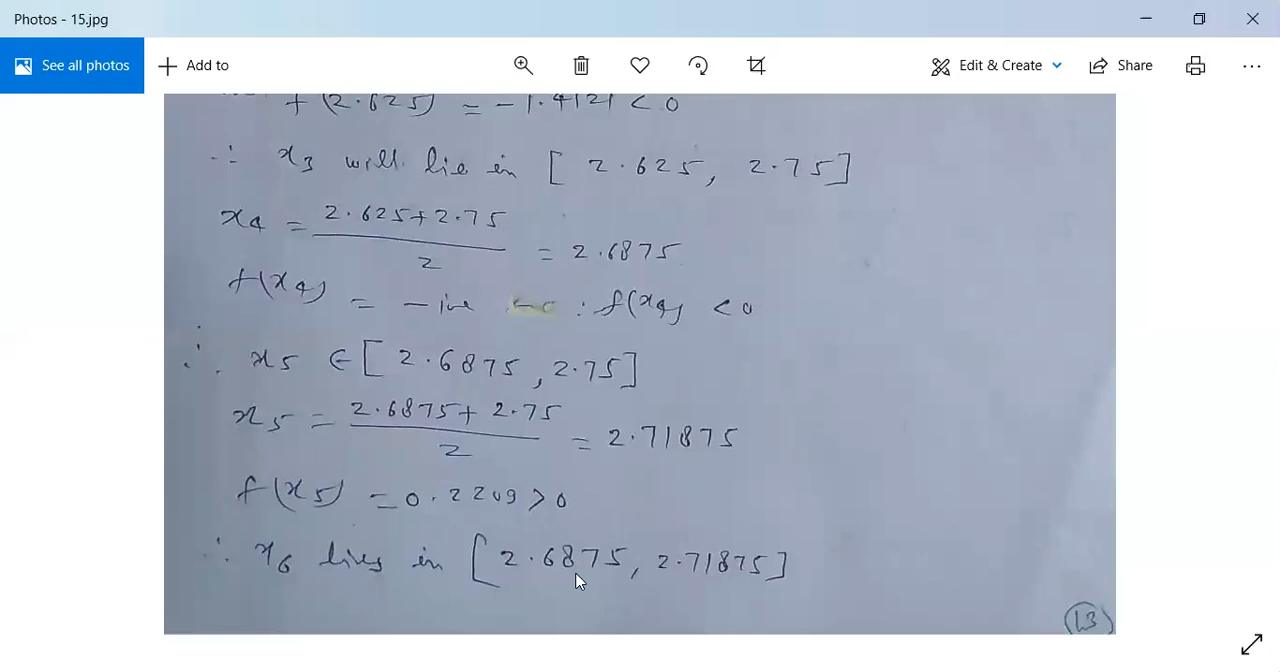 Photos - 15.jpg
See all photos
Add to
Edit & Create
Share
f(2.625) = -1.4121 < 0
∴ x3 will lie in [2.625, 2.75]
x4 = (2.625+2.75)/2 = 2.6875
f(x4) = -ive : f(x4) < 0
∴ x5 ∈ [2.6875, 2.75]
x5 = (2.6875+2.75)/2 = 2.71875
f(x5) = 0.2209 > 0
∴ x6 lies in [2.6875, 2.71875]
13